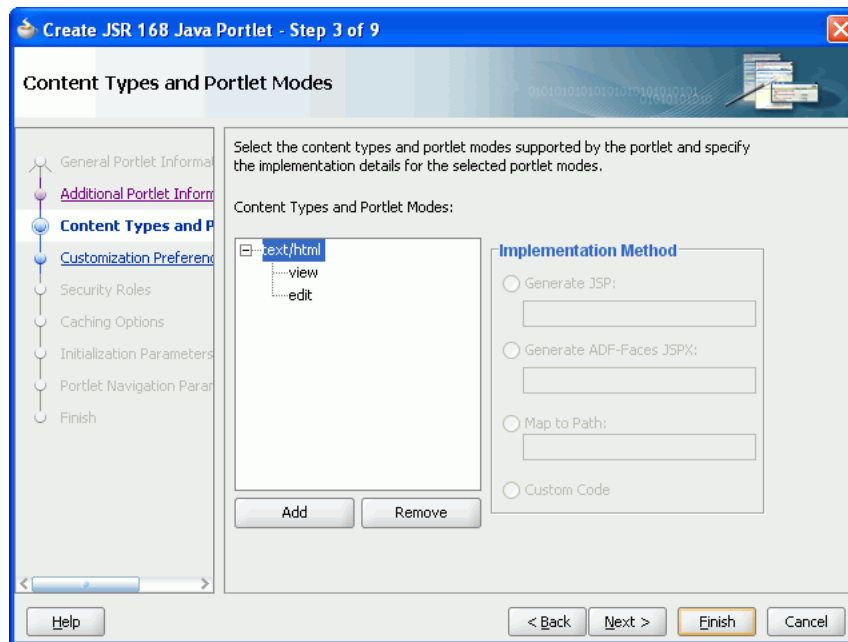 Create JSR 168 Java Portlet - Step 3 of 9
Content Types and Portlet Modes
General Portlet Informat
Additional Portlet Inform
Content Types and P
Customization Preferenc
Security Roles
Caching Options
Initialization Parameters
Portlet Navigation Parar
Finish
Select the content types and portlet modes supported by the portlet and specify
the implementation details for the selected portlet modes.
Content Types and Portlet Modes:
text/html
view
edit
Add
Remove
Implementation Method
Generate JSP:
Generate ADF-Faces JSPX:
Map to Path:
Custom Code
Help
< Back
Next >
Finish
Cancel